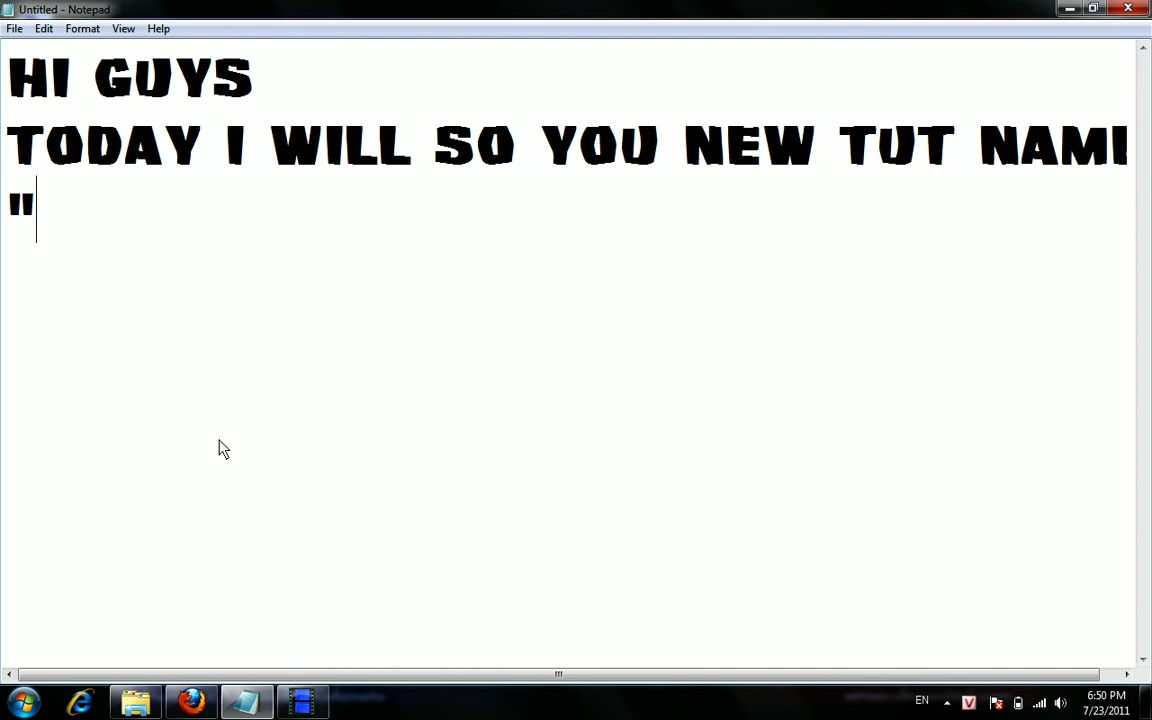 Untitled - Notepad
File Edit Format View Help
HI GUYS
TODAY I WILL SO YOU NEW TUT
"
EN
V
6:50 PM
7/23/2011